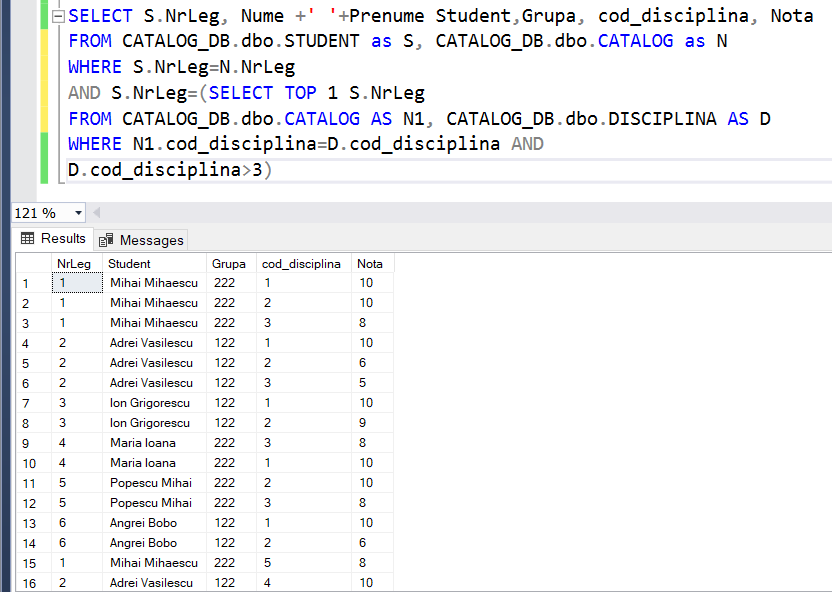 SELECT S.NrLeg, Nume +' '+Prenume Student,Grupa, cod_disciplina, Nota
FROM CATALOG_DB.dbo.STUDENT as S, CATALOG_DB.dbo.CATALOG as N
WHERE S.NrLeg=N.NrLeg
AND S.NrLeg=(SELECT TOP 1 S.NrLeg
FROM CATALOG_DB.dbo.CATALOG AS N1, CATALOG_DB.dbo.DISCIPLINA AS D
WHERE N1.cod_disciplina=D.cod_disciplina AND
D.cod_disciplina>3)
121 %
Results Messages
NrLeg Student Grupa cod_disciplina Nota
1 1 Mihai Mihaescu 222 1 10
2 1 Mihai Mihaescu 222 2 10
3 1 Mihai Mihaescu 222 3 8
4 2 Adrei Vasilescu 122 1 10
5 2 Adrei Vasilescu 122 2 6
6 2 Adrei Vasilescu 122 3 5
7 3 Ion Grigorescu 122 1 10
8 3 Ion Grigorescu 122 2 9
9 4 Maria Ioana 222 3 8
10 4 Maria Ioana 222 1 10
11 5 Popescu Mihai 222 2 10
12 5 Popescu Mihai 222 3 8
13 6 Angrei Bobo 122 1 10
14 6 Angrei Bobo 122 2 6
15 1 Mihai Mihaescu 222 5 8
16 2 Adrei Vasilescu 122 4 10